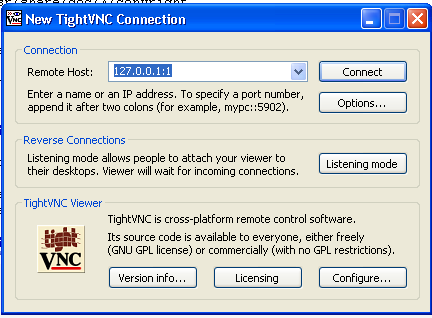 New TightVNC Connection
Connection
Remote Host:
127.0.0.1:1
Connect
Enter a name or an IP address. To specify a port number,
append it after two colons (for example, mypc::5902).
Options...
Reverse Connections
Listening mode allows people to attach your viewer to
their desktops. Viewer will wait for incoming connections.
Listening mode
TightVNC Viewer
tight
VNC
TightVNC is cross-platform remote control software.
Its source code is available to everyone, either freely
(GNU GPL license) or commercially (with no GPL restrictions).
Version info...
Licensing
Configure...